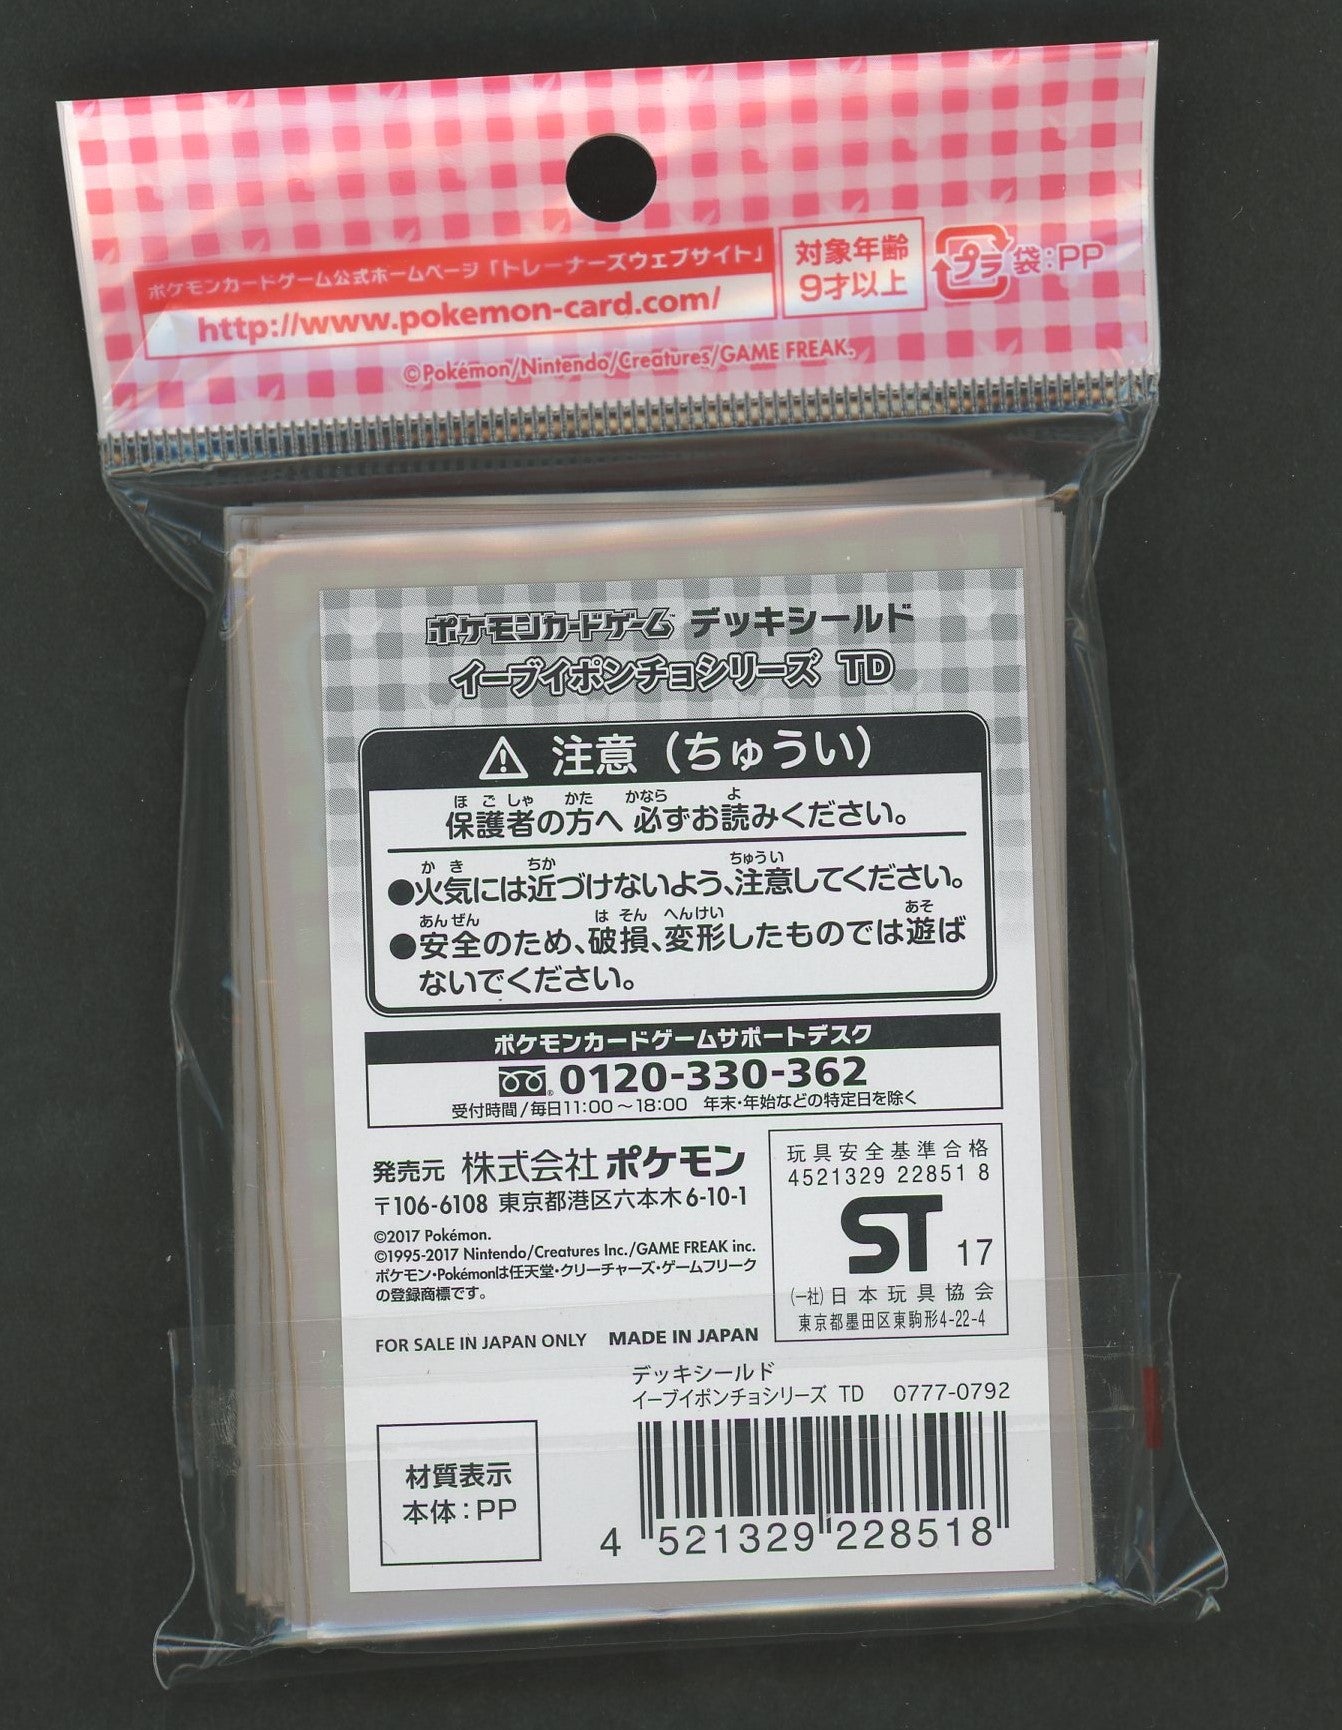 ポケモンカードゲーム公式ホームページ「トレーナーズウェブサイト」
http://www.pokemon-card.com/
対象年齢
9才以上
プラ 袋:PP
©Pokémon/Nintendo/Creatures/GAME FREAK.
ポケモンカードゲーム™ デッキシールド
イーブイポンチョシリーズ TD
⚠ 注意（ちゅうい）
ほごしゃ かた かなら よ
保護者の方へ 必ずお読みください。
かき ちか ちゅうい
●火気には近づけないよう、注意してください。
あんぜん はそん へんけい あそ
●安全のため、破損、変形したものでは遊ば
ないでください。
ポケモンカードゲームサポートデスク
0120-330-362
受付時間/毎日11:00～18:00 年末・年始などの特定日を除く
発売元 株式会社 ポケモン
〒106-6108 東京都港区六本木6-10-1
©2017 Pokémon.
©1995-2017 Nintendo/Creatures Inc./GAME FREAK inc.
ポケモン・Pokémonは任天堂・クリーチャーズ・ゲームフリーク
の登録商標です。
FOR SALE IN JAPAN ONLY MADE IN JAPAN
玩具安全基準合格
4521329 22851 8
ST 17
(一社)日本玩具協会
東京都墨田区東駒形4-22-4
デッキシールド
イーブイポンチョシリーズ TD 0777-0792
材質表示
本体:PP
4 521329 228518